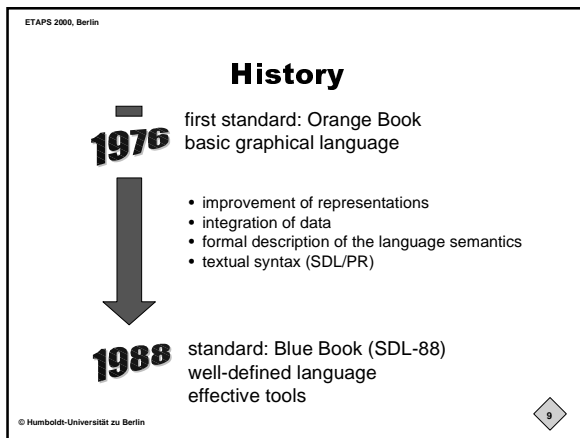 ETAPS 2000, Berlin
History
1976
first standard: Orange Book
basic graphical language
• improvement of representations
• integration of data
• formal description of the language semantics
• textual syntax (SDL/PR)
1988
standard: Blue Book (SDL-88)
well-defined language
effective tools
© Humboldt-Universität zu Berlin
9